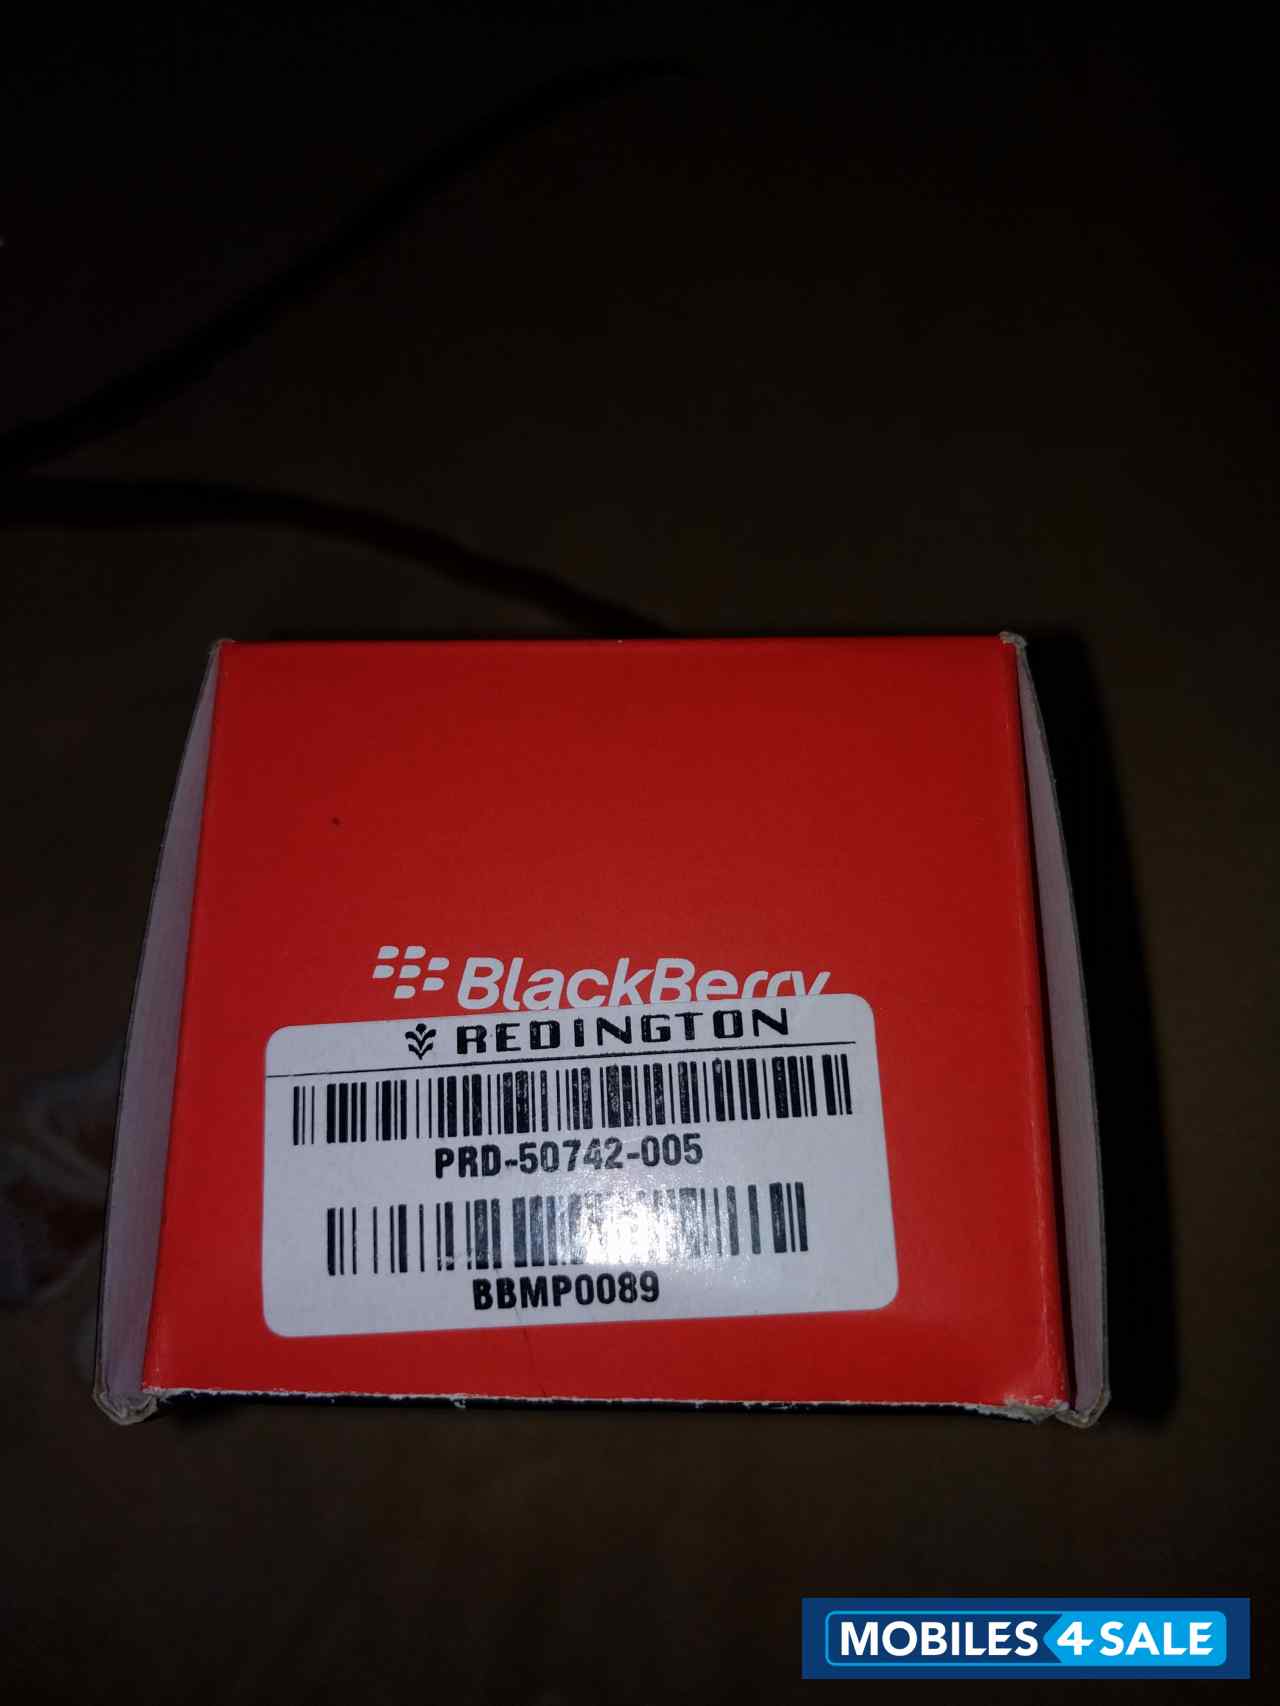 BlackBerry
REDINGTON
PRD-50742-005
BBMP0089
MOBILES 4 SALE